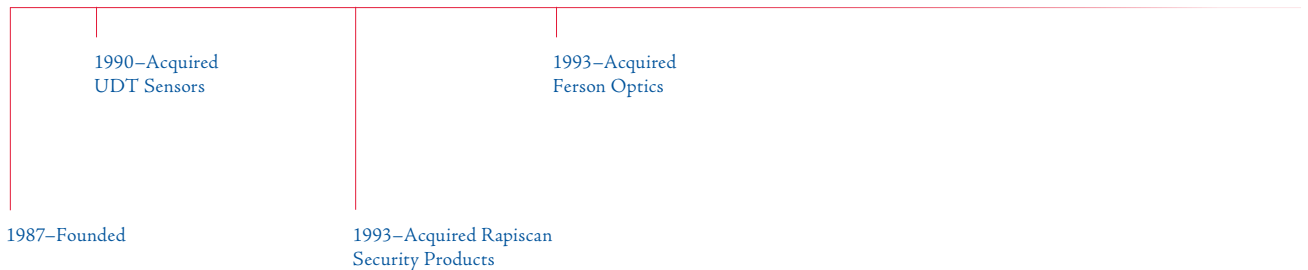 1990–Acquired
UDT Sensors
1993–Acquired
Ferson Optics
1987–Founded
1993–Acquired Rapiscan
Security Products